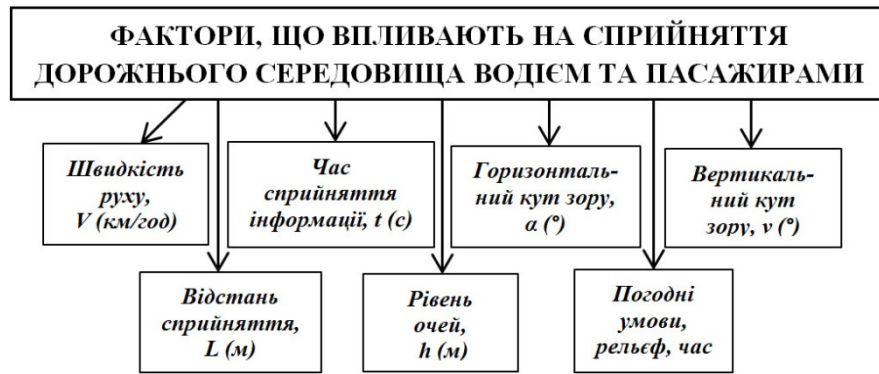 ФАКТОРИ, ЩО ВПЛИВАЮТЬ НА СПРИЙНЯТТЯ
ДОРОЖНЬОГО СЕРЕДОВИЩА ВОДІЄМ ТА ПАСАЖИРАМИ
Швидкість
руху,
V (км/год)
Час
сприйняття
інформації, t (с)
Горизонталь-
ний кут зору,
α (°)
Вертикаль-
ний кут
зору, ν (°)
Відстань
сприйняття,
L (м)
Рівень
очей,
h (м)
Погодні
умови,
рельєф, час